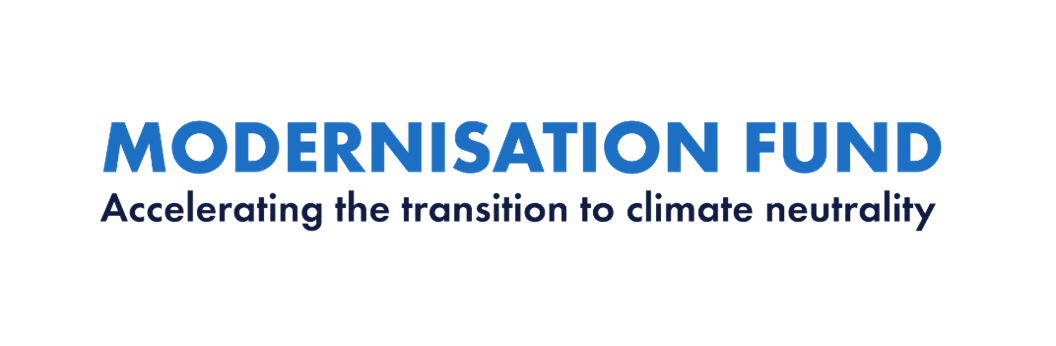 MODERNISATION FUND
Accelerating the transition to climate neutrality